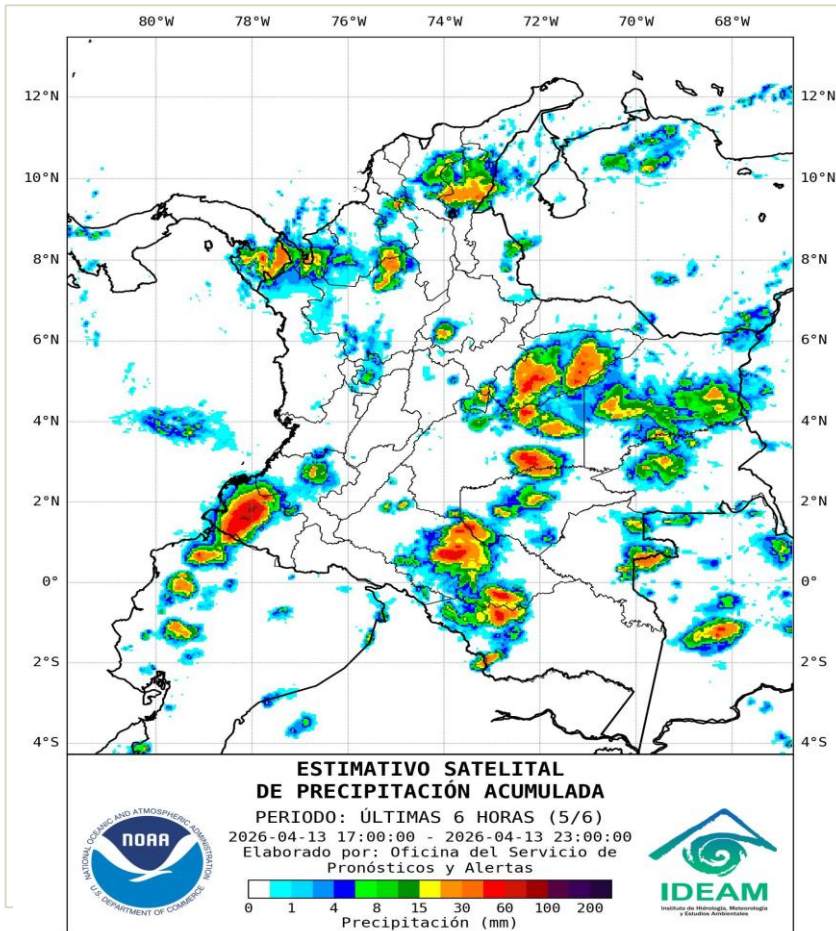 80°W 78°W 76°W 74°W 72°W 70°W 68°W
12°N 12°N
10°N 10°N
8°N 8°N
6°N 6°N
4°N 4°N
2°N 2°N
0° 0°
2°S 2°S
4°S 4°S
ESTIMATIVO SATELITAL
DE PRECIPITACIÓN ACUMULADA
PERIODO: ÚLTIMAS 6 HORAS (5/6)
2026-04-13 17:00:00 - 2026-04-13 23:00:00
Elaborado por: Oficina del Servicio de
Pronósticos y Alertas
0 1 4 8 15 30 60 100 200
Precipitación (mm)
NATIONAL OCEANIC AND ATMOSPHERIC ADMINISTRATION
NOAA
U.S. DEPARTMENT OF COMMERCE
IDEAM
Instituto de Hidrología, Meteorología
y Estudios Ambientales